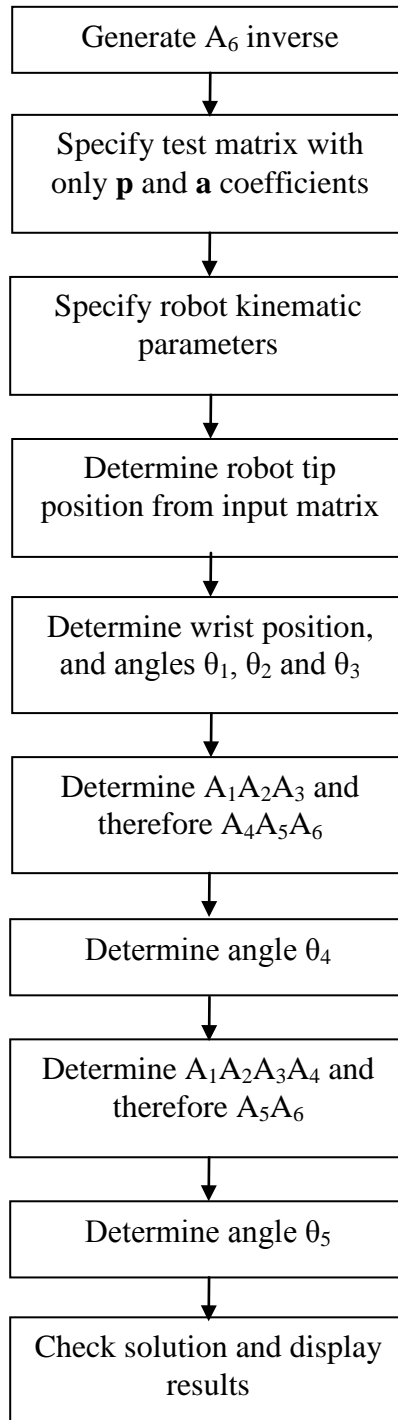 Generate A₆ inverse
Specify test matrix with
only p and a coefficients
Specify robot kinematic
parameters
Determine robot tip
position from input matrix
Determine wrist position,
and angles θ₁, θ₂ and θ₃
Determine A₁A₂A₃ and
therefore A₄A₅A₆
Determine angle θ₄
Determine A₁A₂A₃A₄ and
therefore A₅A₆
Determine angle θ₅
Check solution and display
results